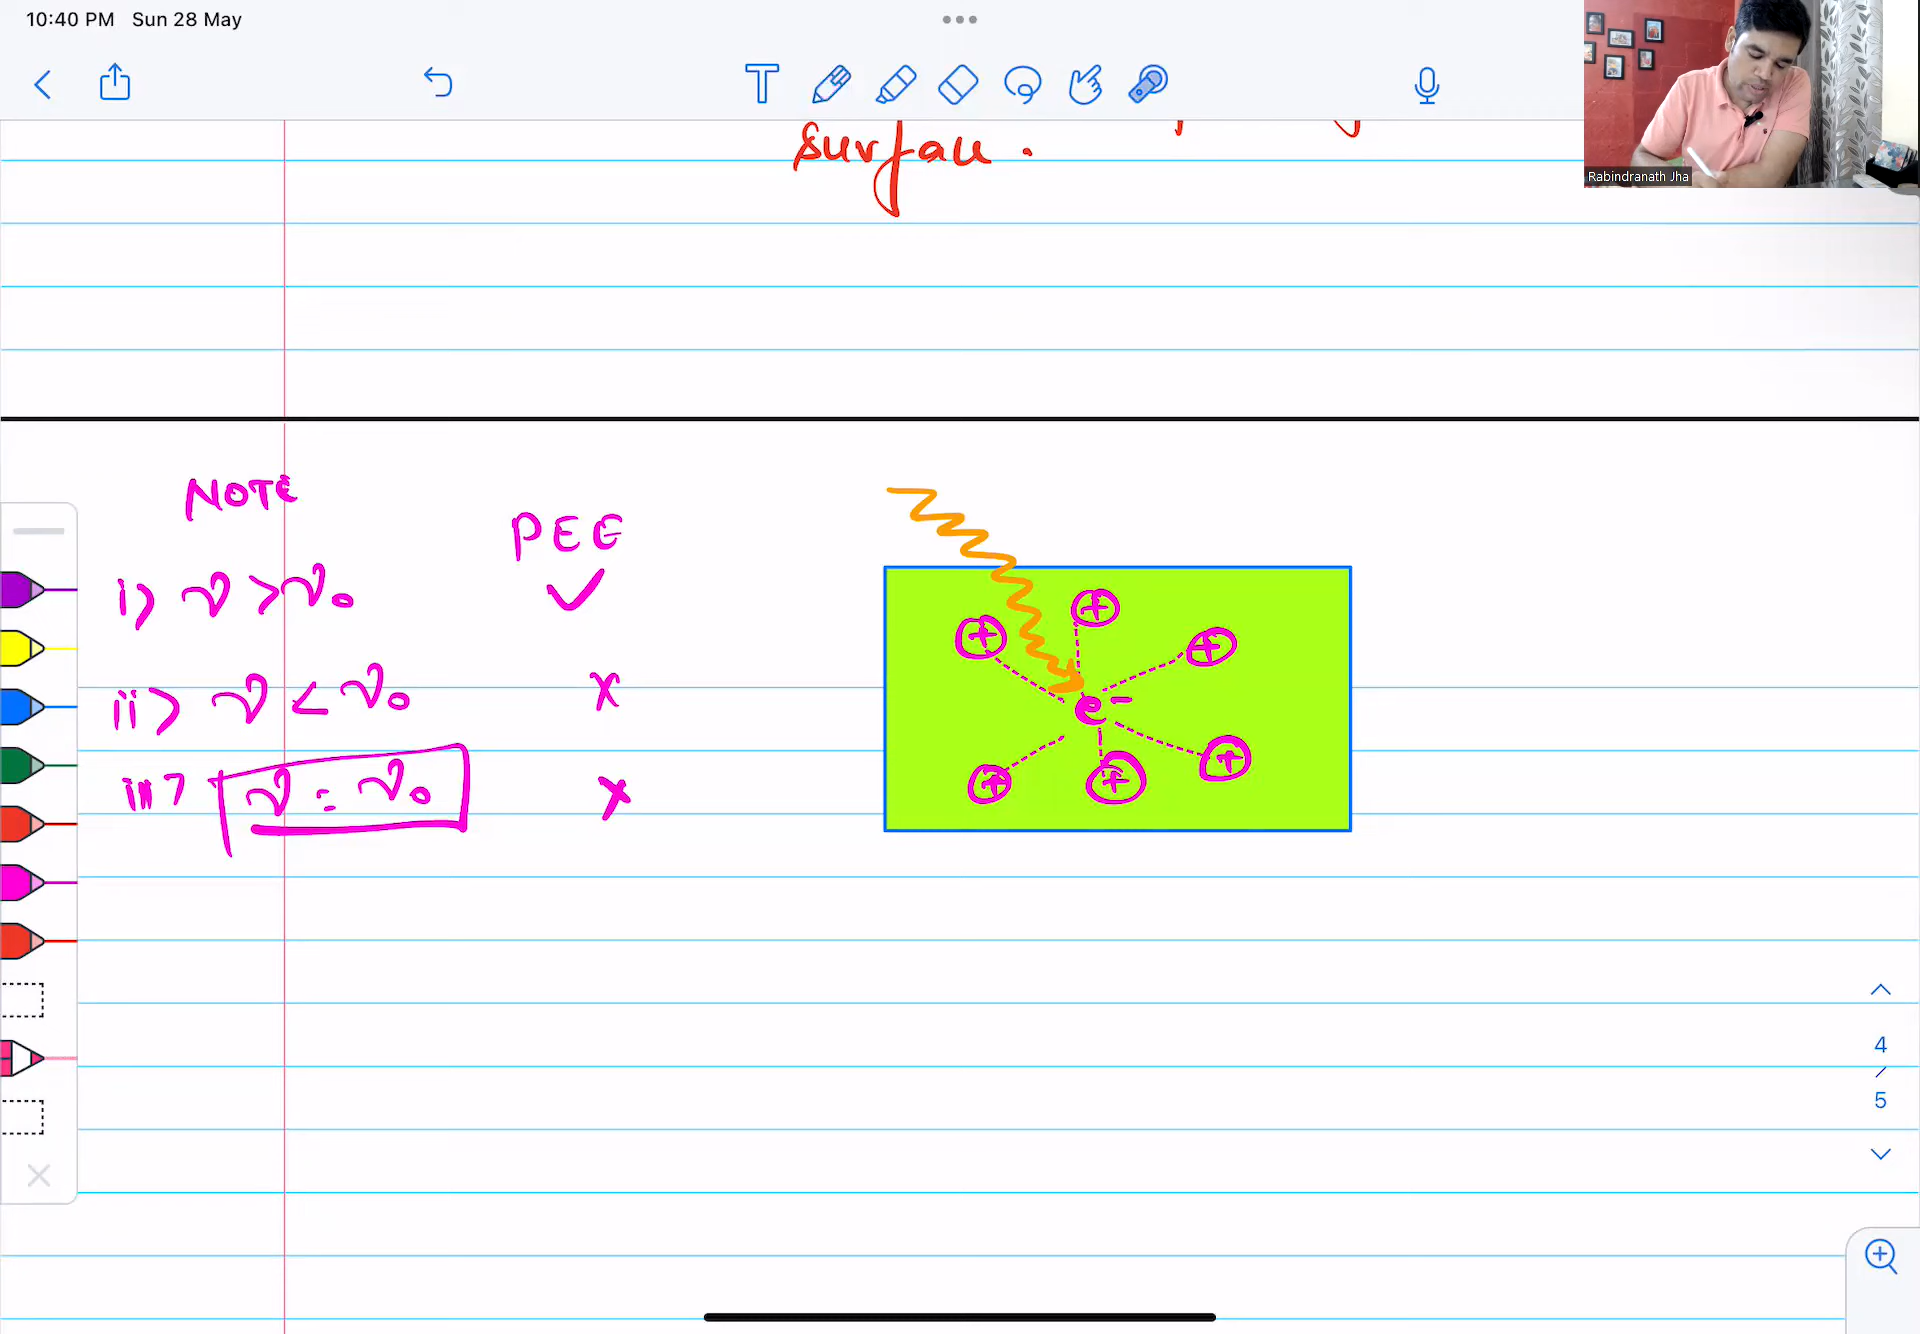 10:40 PM Sun 28 May
T
Rabindranath Jha
surface.
NOTE
PEE
i) ν > ν₀ ✓
ii) ν < ν₀ x
iii) ν = ν₀ x
+
+
+
e⁻
+
+
+
4
/
5